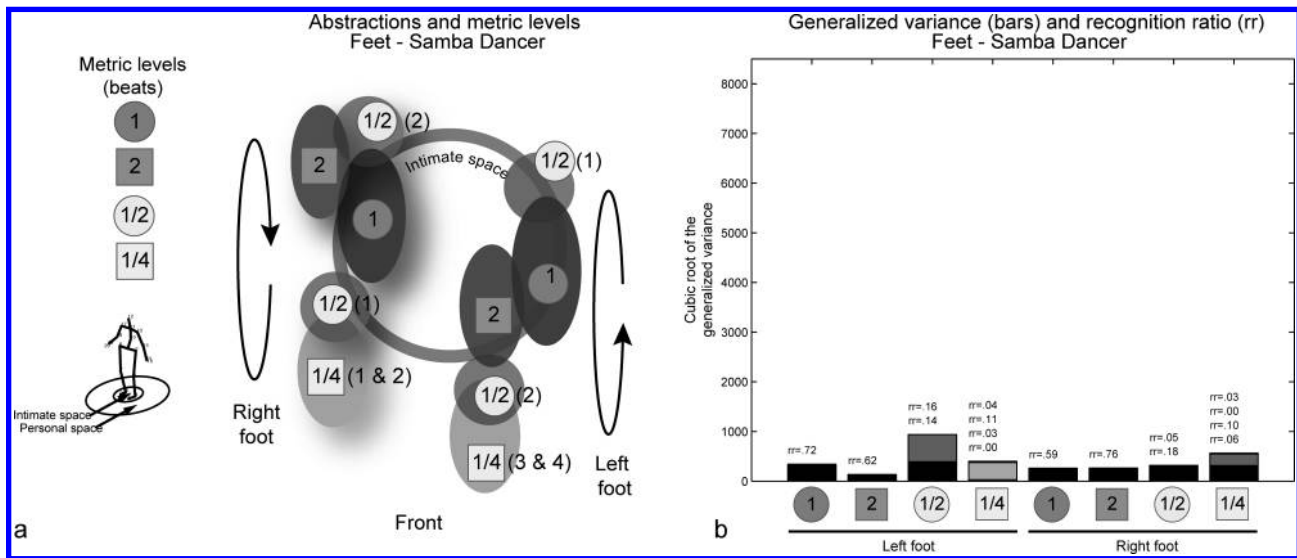 Abstractions and metric levels
Feet - Samba Dancer
Metric levels
(beats)
1
2
1/2
1/4
Intimate space
Personal space
Right
foot
2
1/2 (2)
Intimate space
1/2 (1)
1
1
2
1/2 (1)
1/4 (1 & 2)
1/2 (2)
1/4 (3 & 4)
Left
foot
Front
a
Generalized variance (bars) and recognition ratio (rr)
Feet - Samba Dancer
Cubic root of the
generalized variance
8000
7000
6000
5000
4000
3000
2000
1000
0
rr=.72
rr=.62
rr=.16
rr=.14
rr=.04
rr=.11
rr=.03
rr=.00
rr=.59
rr=.76
rr=.05
rr=.18
rr=.03
rr=.00
rr=.10
rr=.06
1 2 1/2 1/4 1 2 1/2 1/4
Left foot Right foot
b